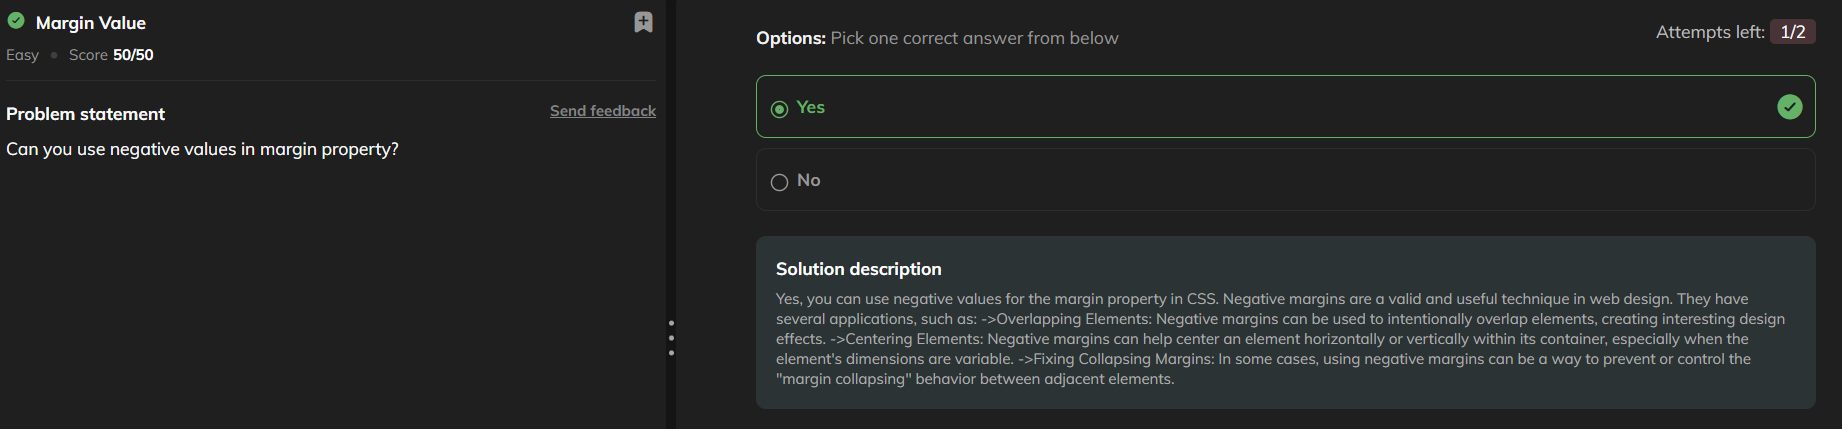 Margin Value
Easy • Score 50/50
Problem statement
Send feedback
Can you use negative values in margin property?
Options: Pick one correct answer from below
Attempts left: 1/2
Yes
No
Solution description
Yes, you can use negative values for the margin property in CSS. Negative margins are a valid and useful technique in web design. They have
several applications, such as: ->Overlapping Elements: Negative margins can be used to intentionally overlap elements, creating interesting design
effects. ->Centering Elements: Negative margins can help center an element horizontally or vertically within its container, especially when the
element's dimensions are variable. ->Fixing Collapsing Margins: In some cases, using negative margins can be a way to prevent or control the
"margin collapsing" behavior between adjacent elements.